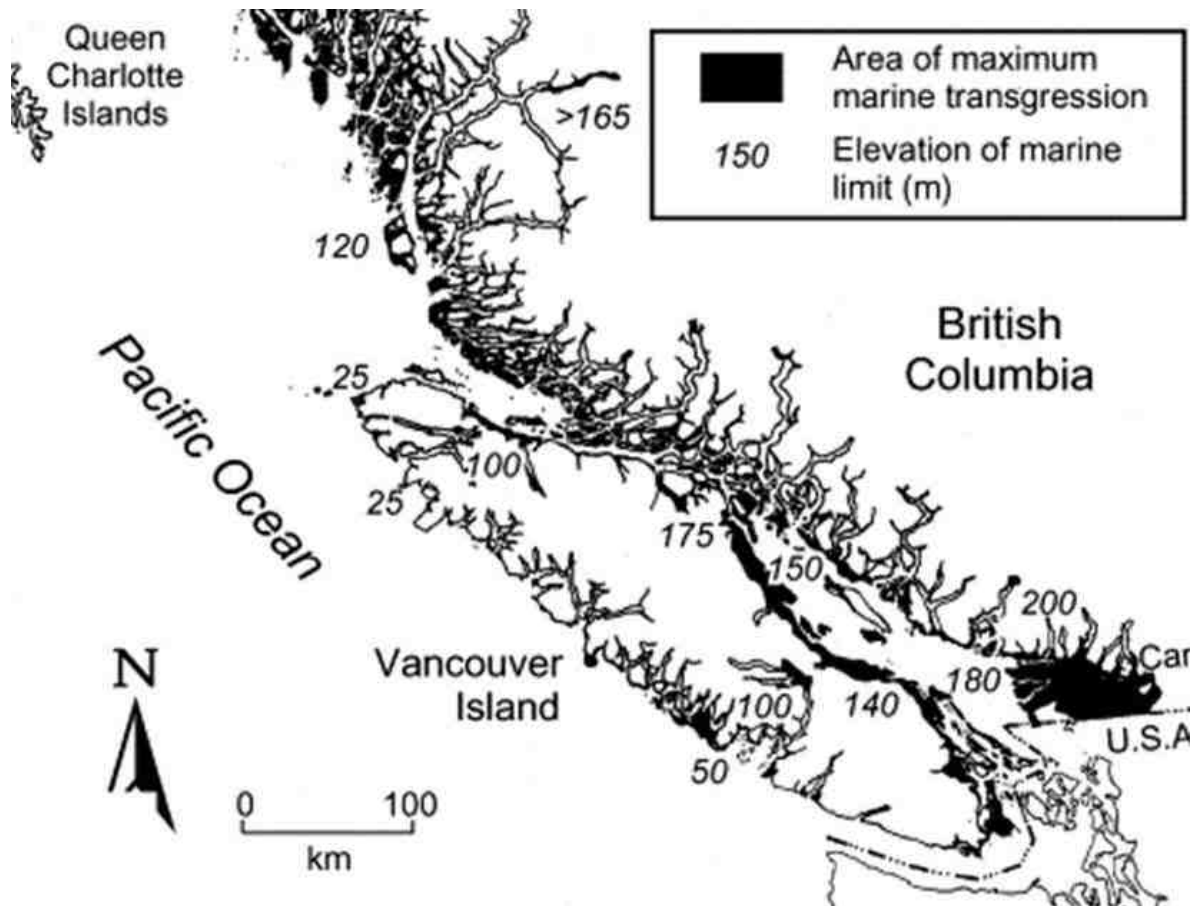 Queen
Charlotte
Islands
Area of maximum
marine transgression
150
Elevation of marine
limit (m)
>165
120
British
Columbia
Pacific Ocean
25
100
25
175
150
200
Can
180
U.S.A
Vancouver
Island
100
140
50
N
0
100
km